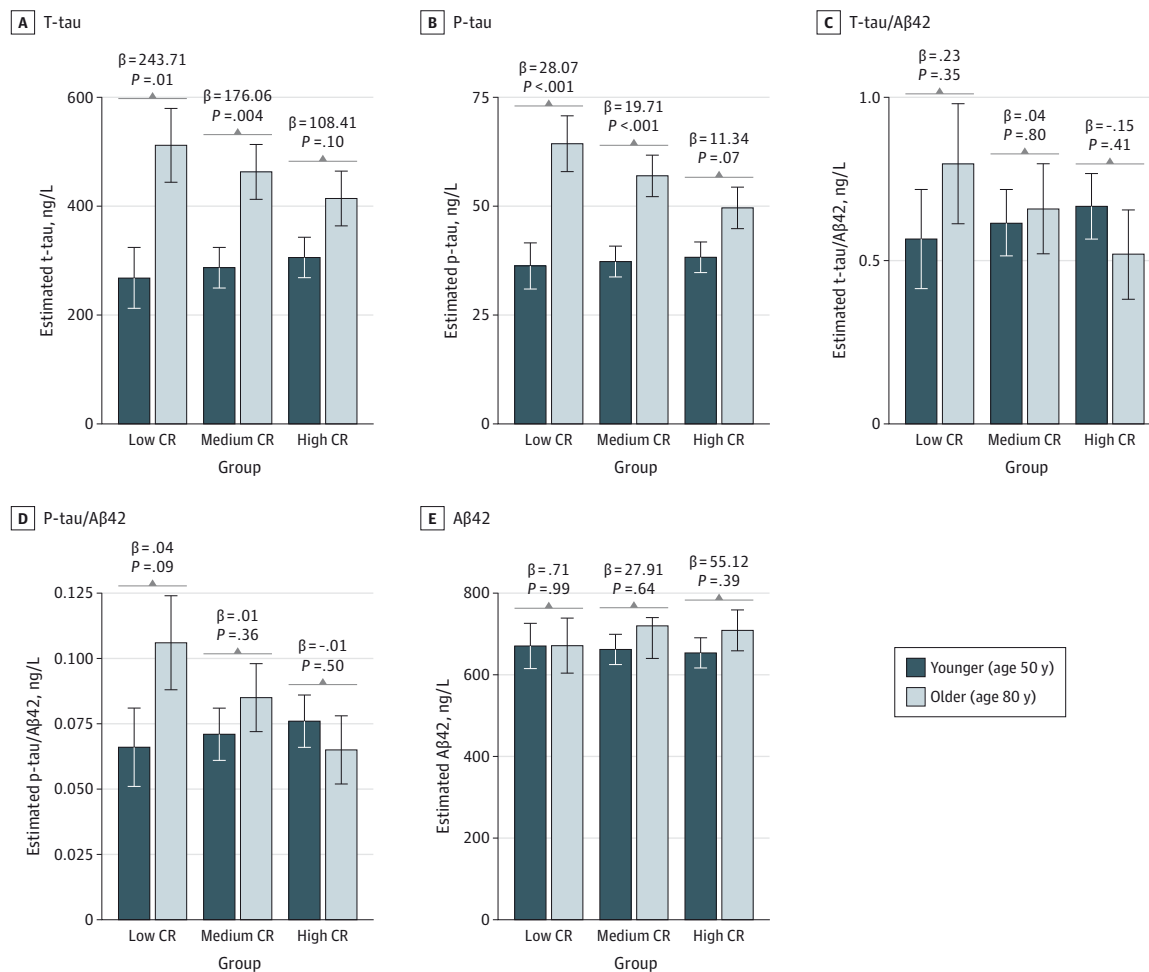 A T-tau
β=243.71
P=.01
β=176.06
P=.004
β=108.41
P=.10
600
400
200
0
Estimated t-tau, ng/L
Low CR Medium CR High CR
Group
B P-tau
β=28.07
P<.001
β=19.71
P<.001
β=11.34
P=.07
75
50
25
0
Estimated p-tau, ng/L
Low CR Medium CR High CR
Group
C T-tau/Aβ42
β=.23
P=.35
β=.04
P=.80
β=-.15
P=.41
1.0
0.5
0
Estimated t-tau/Aβ42, ng/L
Low CR Medium CR High CR
Group
D P-tau/Aβ42
β=.04
P=.09
β=.01
P=.36
β=-.01
P=.50
0.125
0.100
0.075
0.050
0.025
0
Estimated p-tau/Aβ42, ng/L
Low CR Medium CR High CR
Group
E Aβ42
β=.71
P=.99
β=27.91
P=.64
β=55.12
P=.39
800
600
400
200
0
Estimated Aβ42, ng/L
Low CR Medium CR High CR
Group
Younger (age 50 y)
Older (age 80 y)